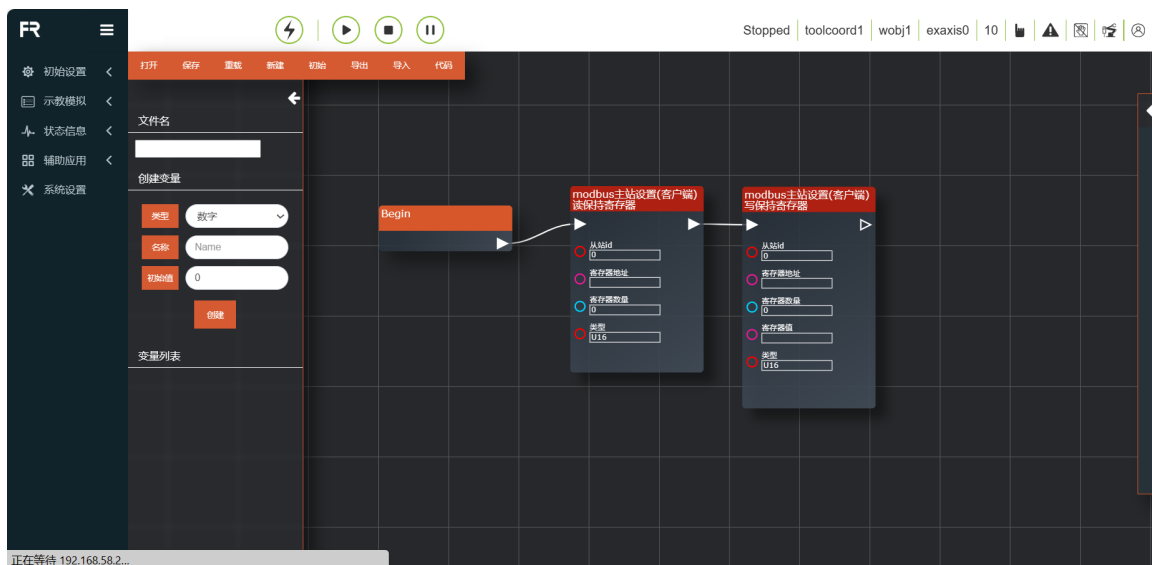 FR
Stopped toolcoord1 wobj1 exaxis0 10
初始设置
示教模拟
状态信息
辅助应用
系统设置
打开 保存 重载 新建 初始 导出 导入 代码
文件名
创建变量
类型 数字
名称 Name
初始值 0
创建
变量列表
Begin
modbus主站设置(客户端)
读保持寄存器
从站id
0
寄存器地址
寄存器数量
0
类型
U16
modbus主站设置(客户端)
写保持寄存器
从站id
0
寄存器地址
寄存器数量
0
寄存器值
类型
U16
正在等待 192.168.58.2...